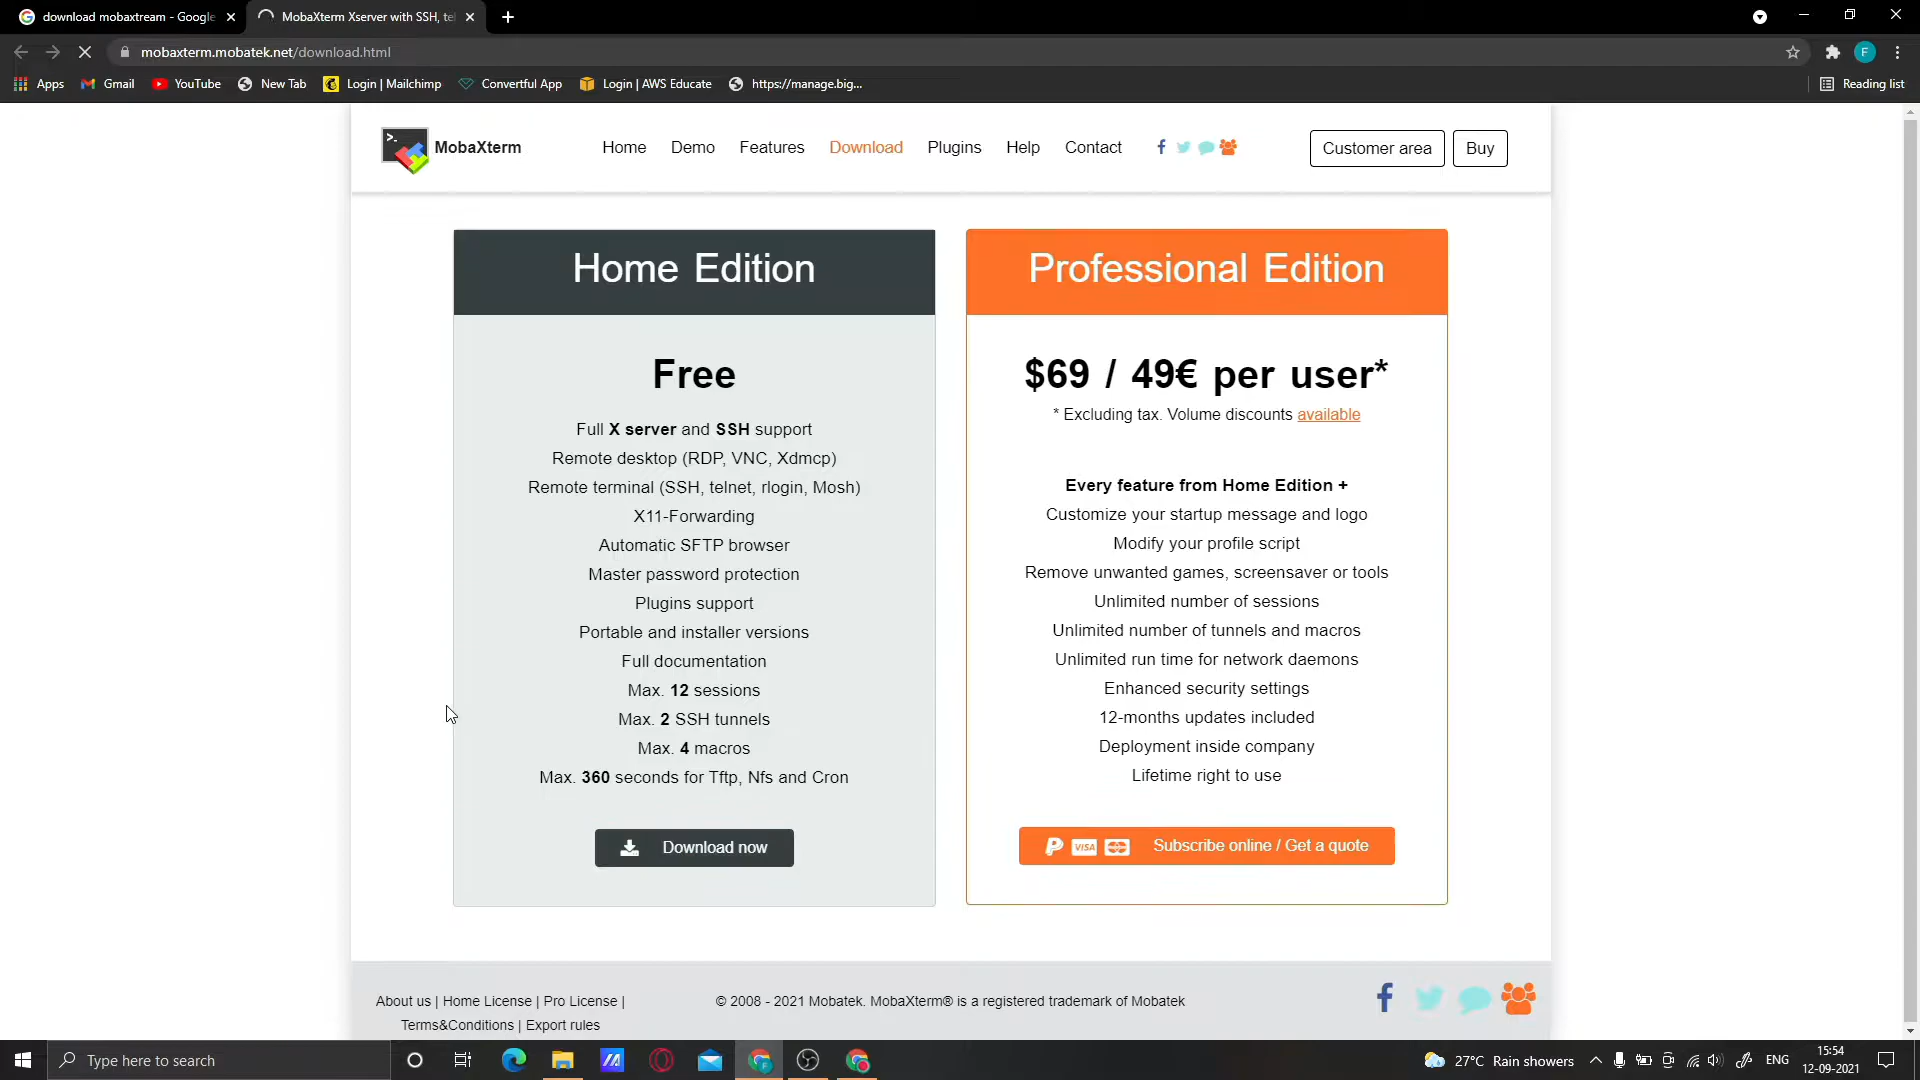 download mobaxtream - Google
MobaXterm Xserver with SSH, tel
mobaxterm.mobatek.net/download.html
Apps
Gmail
YouTube
New Tab
Login | Mailchimp
Convertful App
Login | AWS Educate
https://manage.big...
Reading list
F
MobaXterm
Home
Demo
Features
Download
Plugins
Help
Contact
Customer area
Buy
Home Edition
Free
Full X server and SSH support
Remote desktop (RDP, VNC, Xdmcp)
Remote terminal (SSH, telnet, rlogin, Mosh)
X11-Forwarding
Automatic SFTP browser
Master password protection
Plugins support
Portable and installer versions
Full documentation
Max. 12 sessions
Max. 2 SSH tunnels
Max. 4 macros
Max. 360 seconds for Tftp, Nfs and Cron
Download now
Professional Edition
$69 / 49€ per user*
* Excluding tax. Volume discounts available
Every feature from Home Edition +
Customize your startup message and logo
Modify your profile script
Remove unwanted games, screensaver or tools
Unlimited number of sessions
Unlimited number of tunnels and macros
Unlimited run time for network daemons
Enhanced security settings
12-months updates included
Deployment inside company
Lifetime right to use
VISA
Subscribe online / Get a quote
About us | Home License | Pro License |
Terms&Conditions | Export rules
© 2008 - 2021 Mobatek. MobaXterm® is a registered trademark of Mobatek
Type here to search
27°C Rain showers
ENG
15:54
12-09-2021